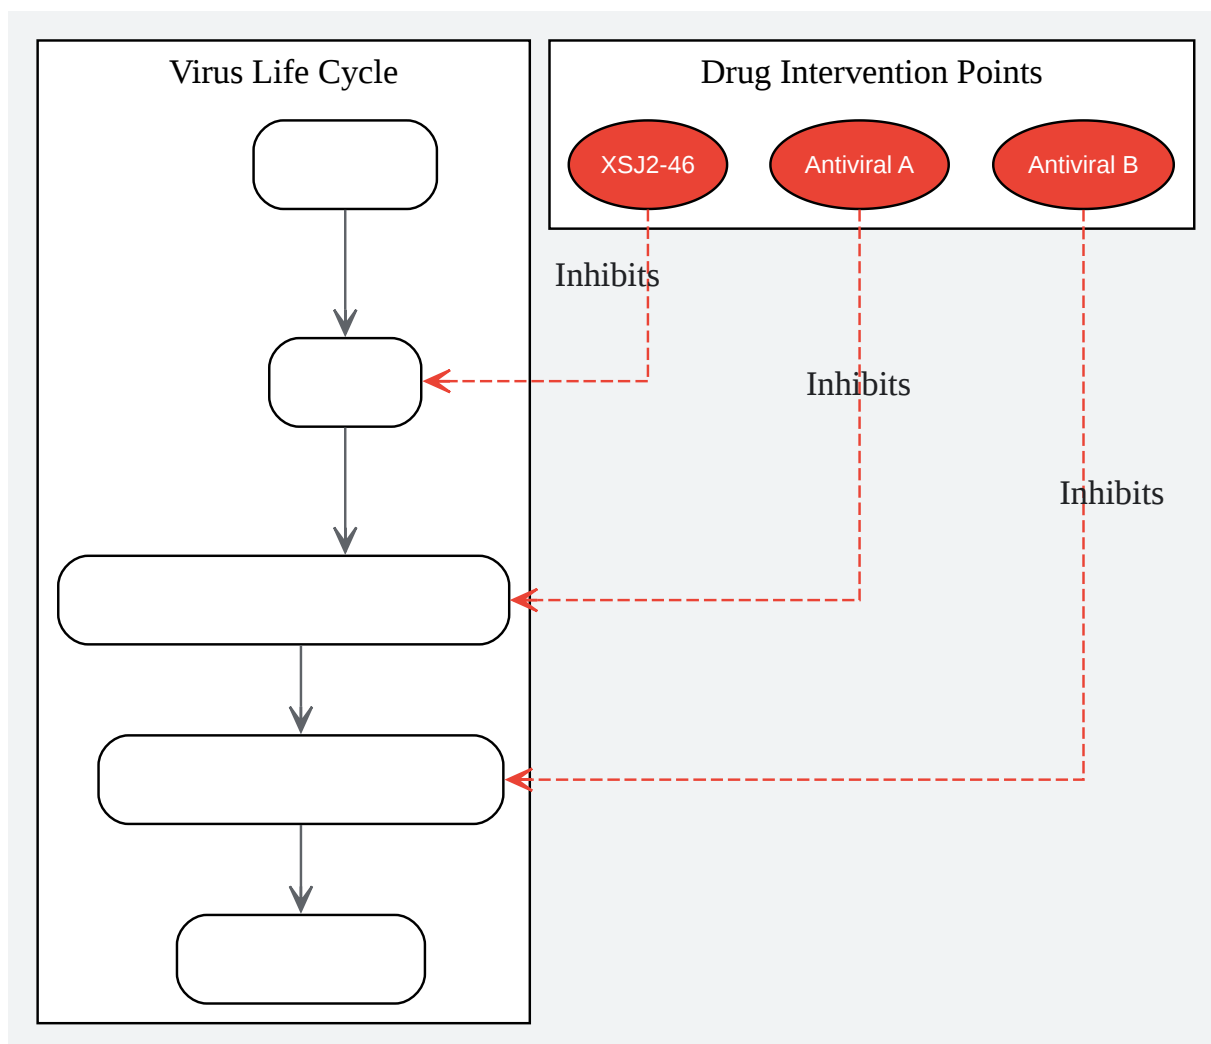 Virus Life Cycle
Drug Intervention Points
XSJ2-46
Antiviral A
Antiviral B
Inhibits
Inhibits
Inhibits